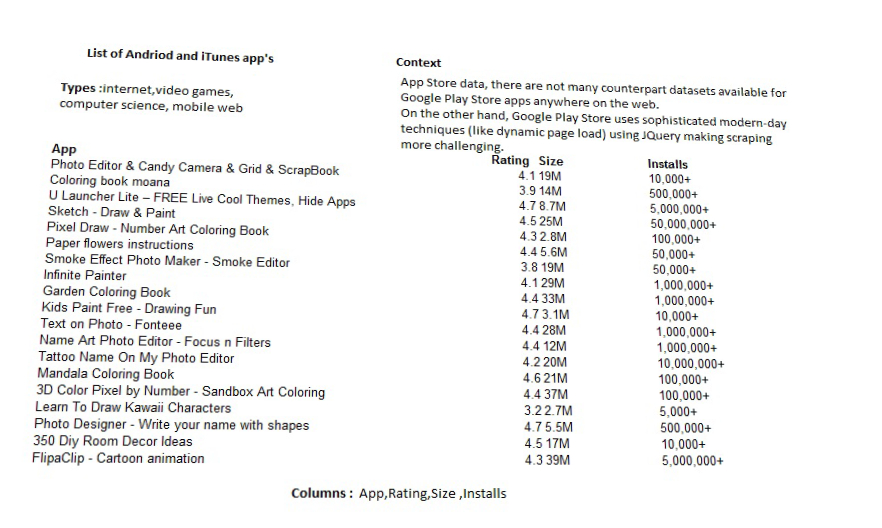 List of Andriod and iTunes app's
Types :internet,video games,
computer science, mobile web
Context
App Store data, there are not many counterpart datasets available for
Google Play Store apps anywhere on the web.
On the other hand, Google Play Store uses sophisticated modern-day
techniques (like dynamic page load) using JQuery making scraping
more challenging.
App Rating Size Installs
Photo Editor & Candy Camera & Grid & ScrapBook 4.1 19M 10,000+
Coloring book moana 3.9 14M 500,000+
U Launcher Lite – FREE Live Cool Themes, Hide Apps 4.7 8.7M 5,000,000+
Sketch - Draw & Paint 4.5 25M 50,000,000+
Pixel Draw - Number Art Coloring Book 4.3 2.8M 100,000+
Paper flowers instructions 4.4 5.6M 50,000+
Smoke Effect Photo Maker - Smoke Editor 3.8 19M 50,000+
Infinite Painter 4.1 29M 1,000,000+
Garden Coloring Book 4.4 33M 1,000,000+
Kids Paint Free - Drawing Fun 4.7 3.1M 10,000+
Text on Photo - Fonteee 4.4 28M 1,000,000+
Name Art Photo Editor - Focus n Filters 4.4 12M 1,000,000+
Tattoo Name On My Photo Editor 4.2 20M 10,000,000+
Mandala Coloring Book 4.6 21M 100,000+
3D Color Pixel by Number - Sandbox Art Coloring 4.4 37M 100,000+
Learn To Draw Kawaii Characters 3.2 2.7M 5,000+
Photo Designer - Write your name with shapes 4.7 5.5M 500,000+
350 Diy Room Decor Ideas 4.5 17M 10,000+
FlipaClip - Cartoon animation 4.3 39M 5,000,000+
Columns : App,Rating,Size ,Installs